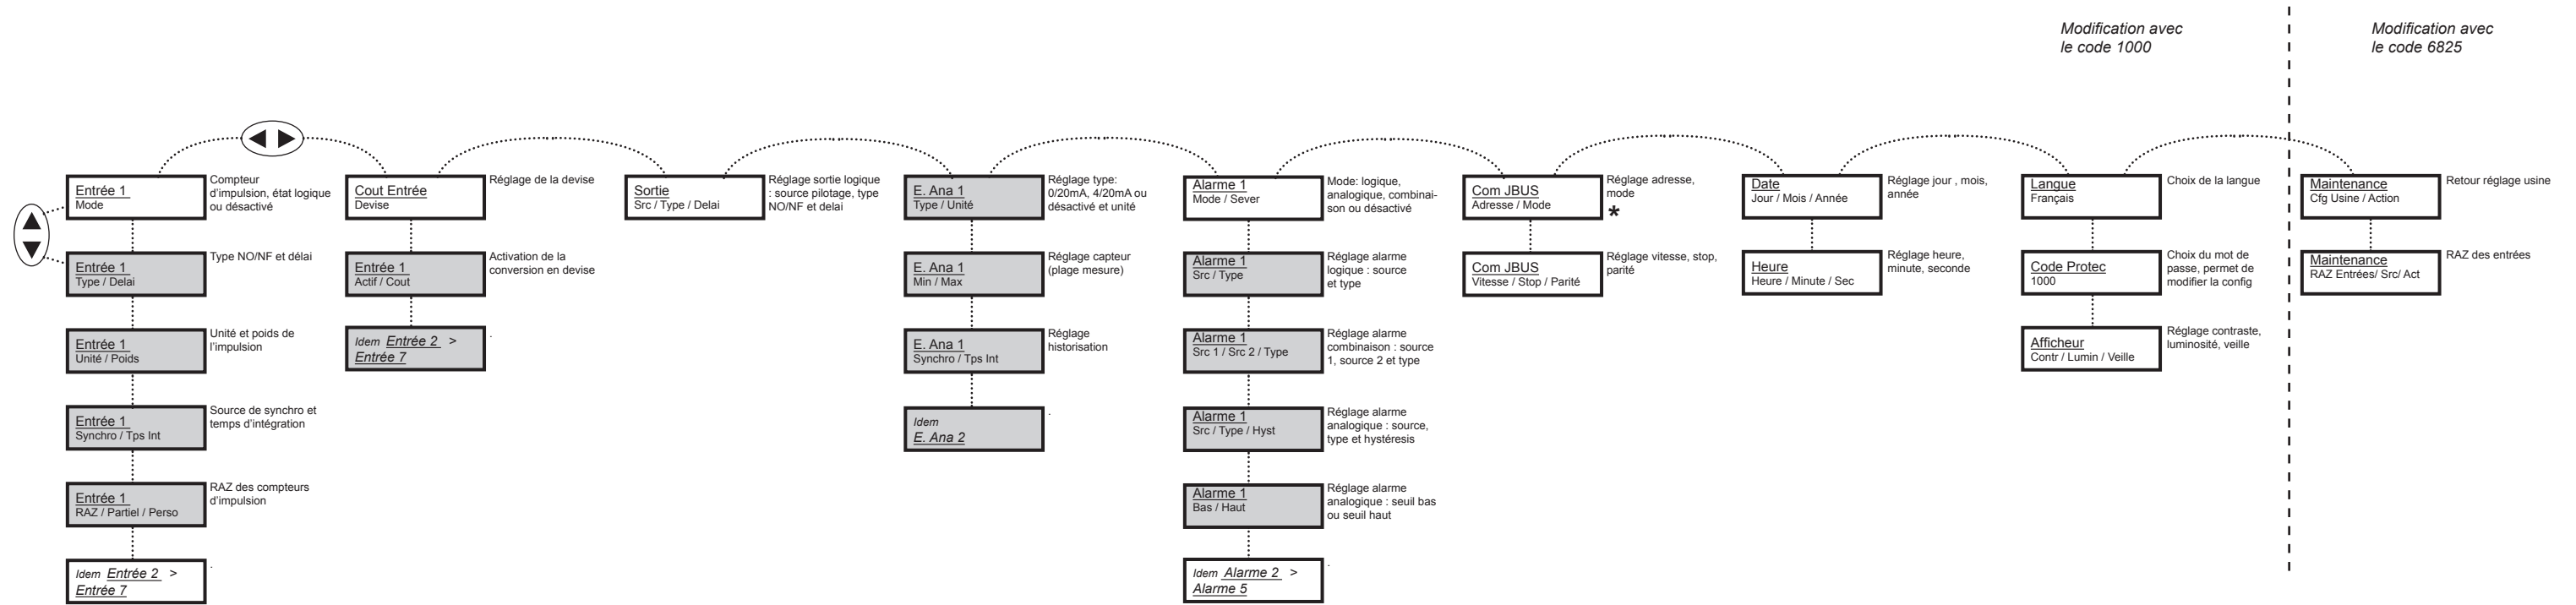 Modification avec
le code 1000
Modification avec
le code 6825
Entrée 1
Mode
Compteur
d'impulsion, état logique
ou désactivé
Entrée 1
Type / Delai
Type NO/NF et délai
Entrée 1
Unité / Poids
Unité et poids de
l'impulsion
Entrée 1
Synchro / Tps Int
Source de synchro et
temps d'intégration
Entrée 1
RAZ / Partiel / Perso
RAZ des compteurs
d'impulsion
Idem Entrée 2 >
Entrée 7
.
Cout Entrée
Devise
Réglage de la devise
Entrée 1
Actif / Cout
Activation de la
conversion en devise
Idem Entrée 2 >
Entrée 7
.
Sortie
Src / Type / Delai
Réglage sortie logique
: source pilotage, type
NO/NF et delai
E. Ana 1
Type / Unité
Réglage type:
0/20mA, 4/20mA ou
désactivé et unité
E. Ana 1
Min / Max
Réglage capteur
(plage mesure)
E. Ana 1
Synchro / Tps Int
Réglage
historisation
Idem
E. Ana 2
.
Alarme 1
Mode / Sever
Mode: logique,
analogique, combinai-
son ou désactivé
Alarme 1
Src / Type
Réglage alarme
logique : source
et type
Alarme 1
Src 1 / Src 2 / Type
Réglage alarme
combinaison : source
1, source 2 et type
Alarme 1
Src / Type / Hyst
Réglage alarme
analogique : source,
type et hystéresis
Alarme 1
Bas / Haut
Réglage alarme
analogique : seuil bas
ou seuil haut
Idem Alarme 2 >
Alarme 5
.
Com JBUS
Adresse / Mode
Réglage adresse,
mode
*
Com JBUS
Vitesse / Stop / Parité
Réglage vitesse, stop,
parité
Date
Jour / Mois / Année
Réglage jour , mois,
année
Heure
Heure / Minute / Sec
Réglage heure,
minute, seconde
Langue
Français
Choix de la langue
Code Protec
1000
Choix du mot de
passe, permet de
modifier la config
Afficheur
Contr / Lumin / Veille
Réglage contraste,
luminosité, veille
Maintenance
Cfg Usine / Action
Retour réglage usine
Maintenance
RAZ Entrées/ Src/ Act
RAZ des entrées